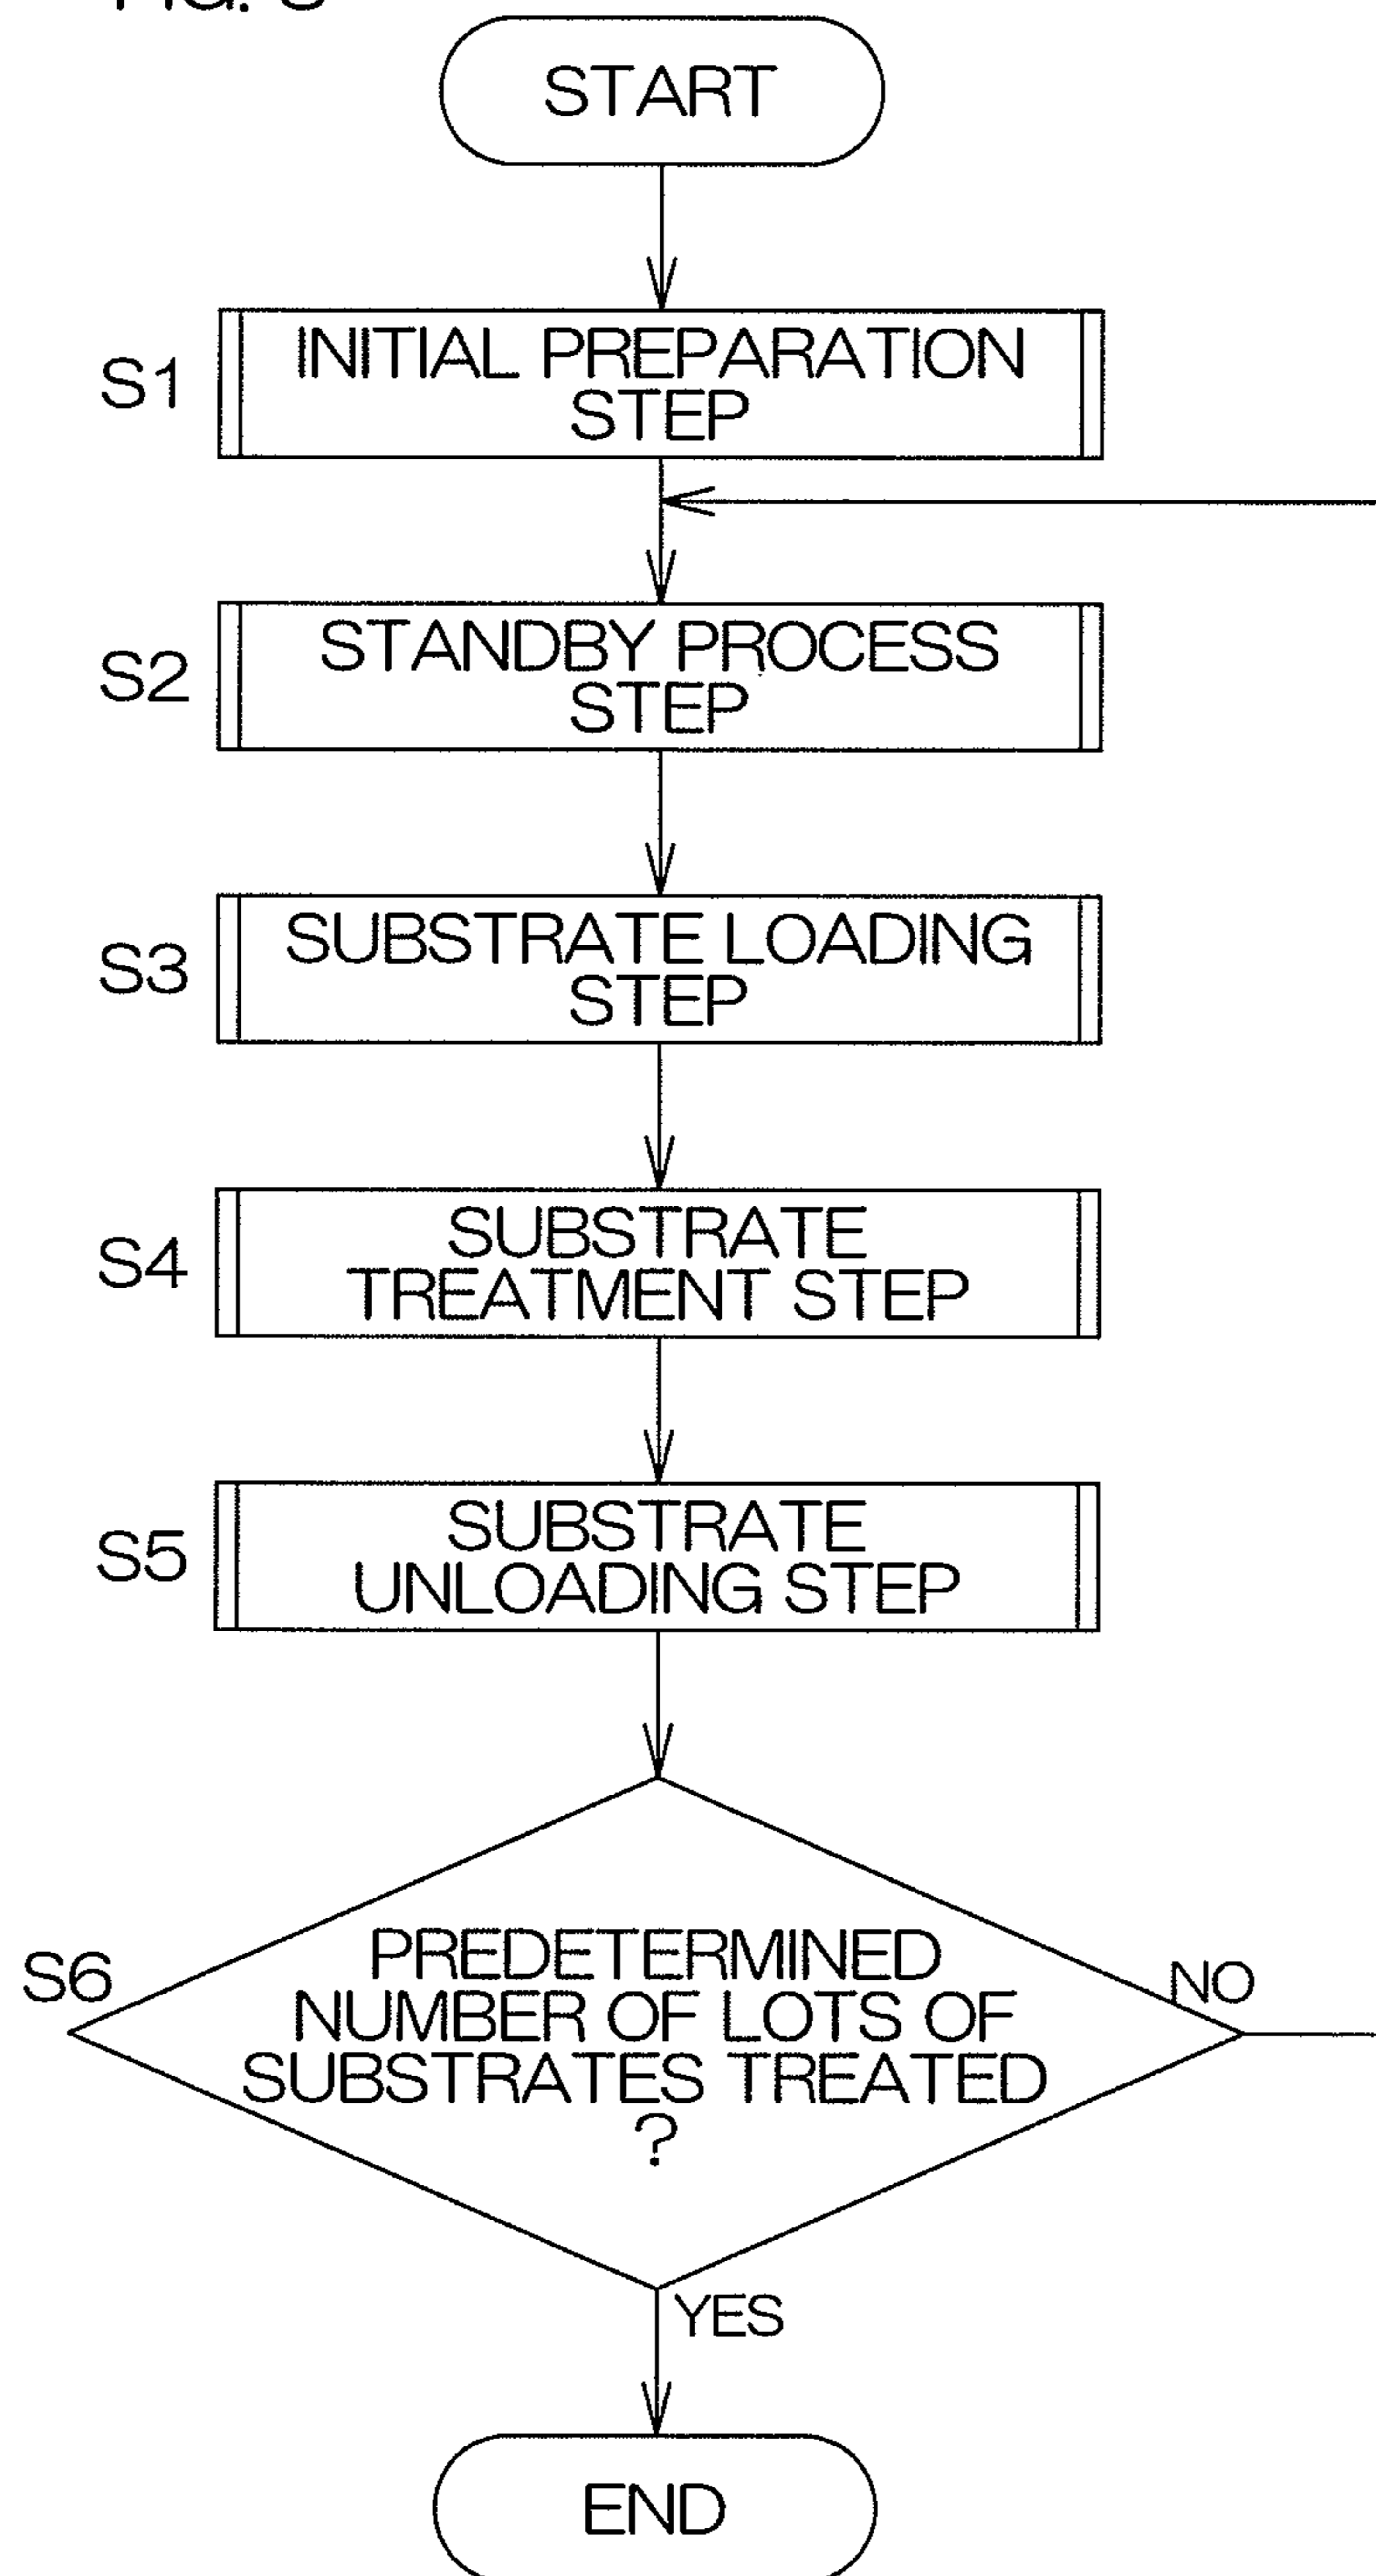 FIG.
START
S1
INITIAL PREPARATION
STEP
S2
STANDBY PROCESS
STEP
S3
SUBSTRATE LOADING
STEP
S4
SUBSTRATE
TREATMENT STEP
S5
SUBSTRATE
UNLOADING STEP
S6
PREDETERMINED
NUMBER OF LOTS OF
SUBSTRATES TREATED
?
NO
YES
END